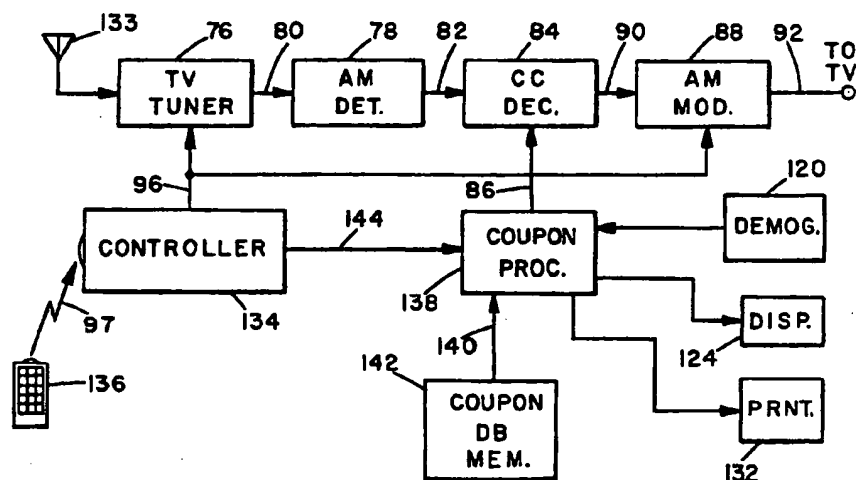 133
76
80
78
82
84
90
88
92
TO
TV
TV
TUNER
AM
DET.
CC
DEC.
AM
MOD.
96
86
120
DEMOG.
144
CONTROLLER
COUPON
PROC.
134
138
97
136
DISP.
124
140
142
COUPON
DB
MEM.
PRNT.
132